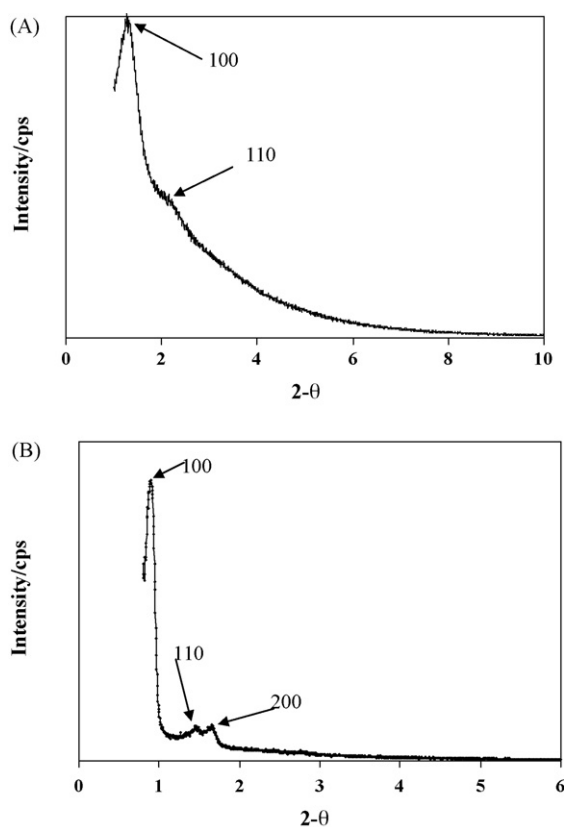 (A)
100
110
Intensity/cps
0 2 4 6 8 10
2-θ
(B)
100
110
200
Intensity/cps
0 1 2 3 4 5 6
2-θ